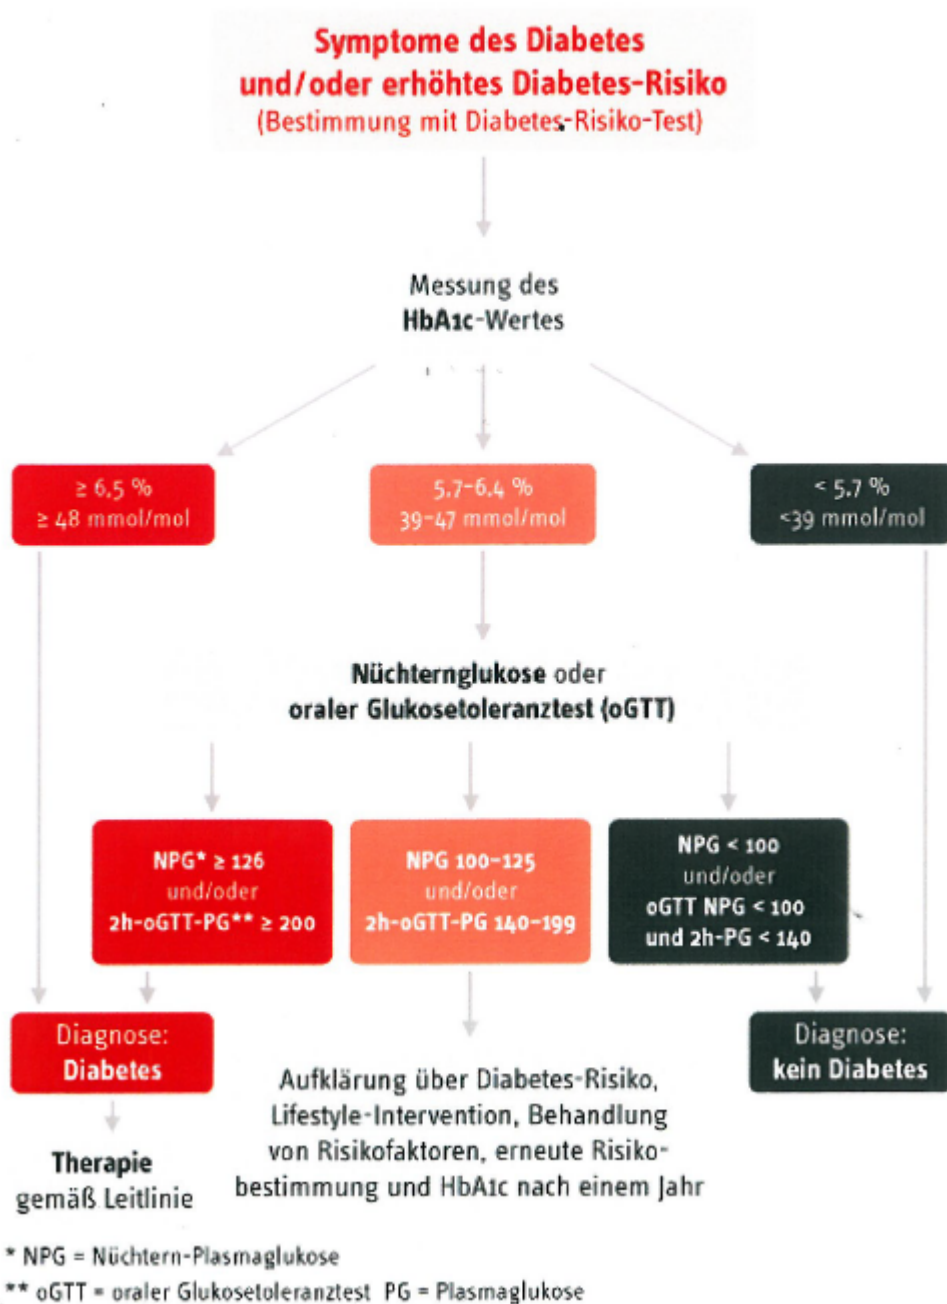 Symptome des Diabetes
und/oder erhöhtes Diabetes-Risiko
(Bestimmung mit Diabetes-Risiko-Test)
Messung des
HbA1c-Wertes
≥ 6,5 %
≥ 48 mmol/mol
5,7–6,4 %
39–47 mmol/mol
< 5,7 %
<39 mmol/mol
Nüchternglukose oder
oraler Glukosetoleranztest (oGTT)
NPG* ≥ 126
und/oder
2h-oGTT-PG** ≥ 200
NPG 100–125
und/oder
2h-oGTT-PG 140–199
NPG < 100
und/oder
oGTT NPG < 100
und 2h-PG < 140
Diagnose:
Diabetes
Diagnose:
kein Diabetes
Aufklärung über Diabetes-Risiko,
Lifestyle-Intervention, Behandlung
von Risikofaktoren, erneute Risiko-
bestimmung und HbA1c nach einem Jahr
Therapie
gemäß Leitlinie
* NPG = Nüchtern-Plasmaglukose
** oGTT = oraler Glukosetoleranztest PG = Plasmaglukose